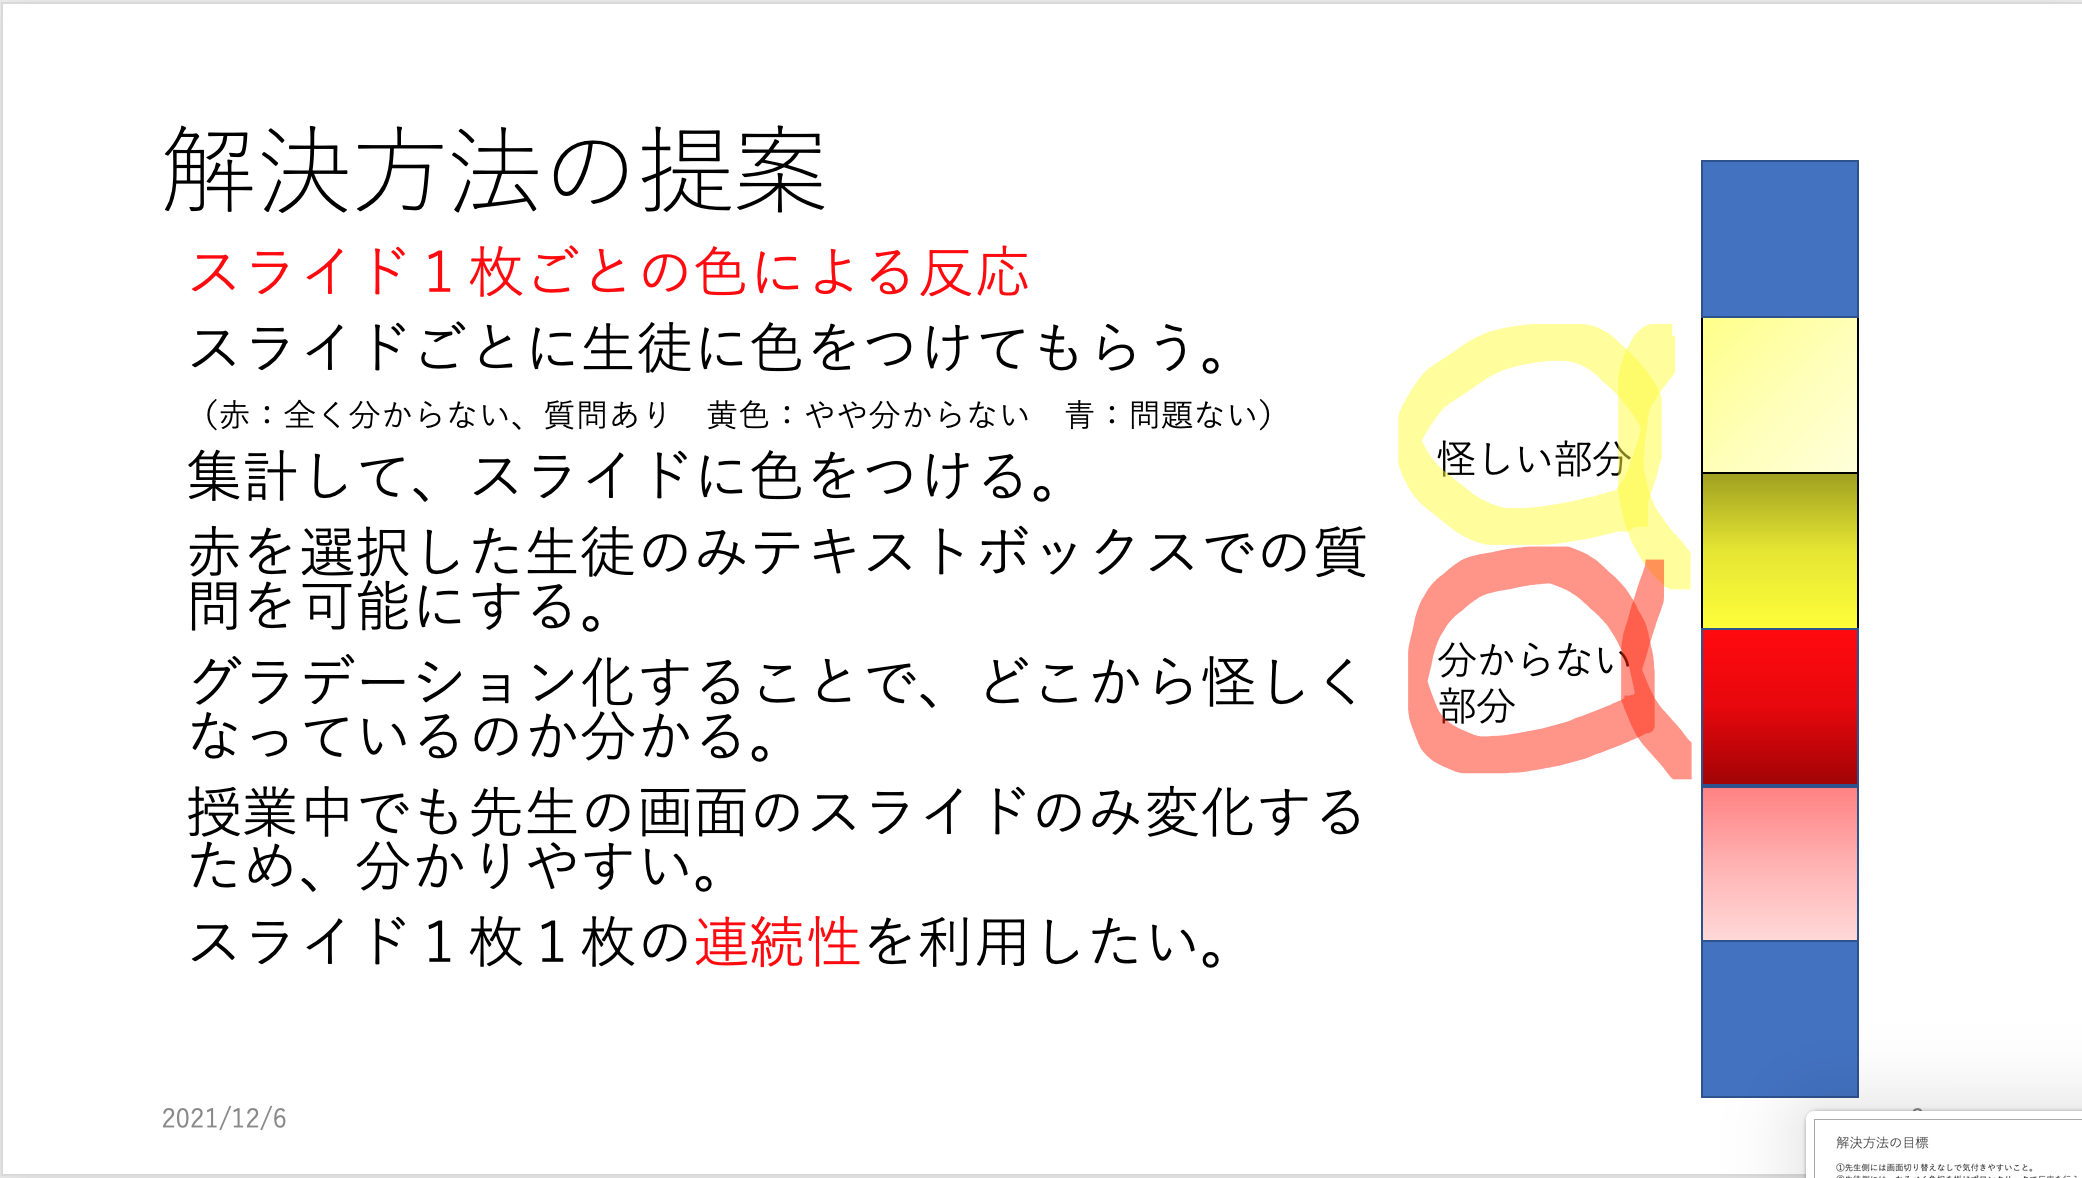 解決方法の提案
スライド１枚ごとの色による反応
スライドごとに生徒に色をつけてもらう。
（赤：全く分からない、質問あり　黄色：やや分からない　青：問題ない）
集計して、スライドに色をつける。
赤を選択した生徒のみテキストボックスでの質
問を可能にする。
グラデーション化することで、どこから怪しく
なっているのか分かる。
授業中でも先生の画面のスライドのみ変化する
ため、分かりやすい。
スライド１枚１枚の連続性を利用したい。
怪しい部分
分からない
部分
2021/12/6
解決方法の目標
①先生側には画面切り替えなしで気付きやすいこと。